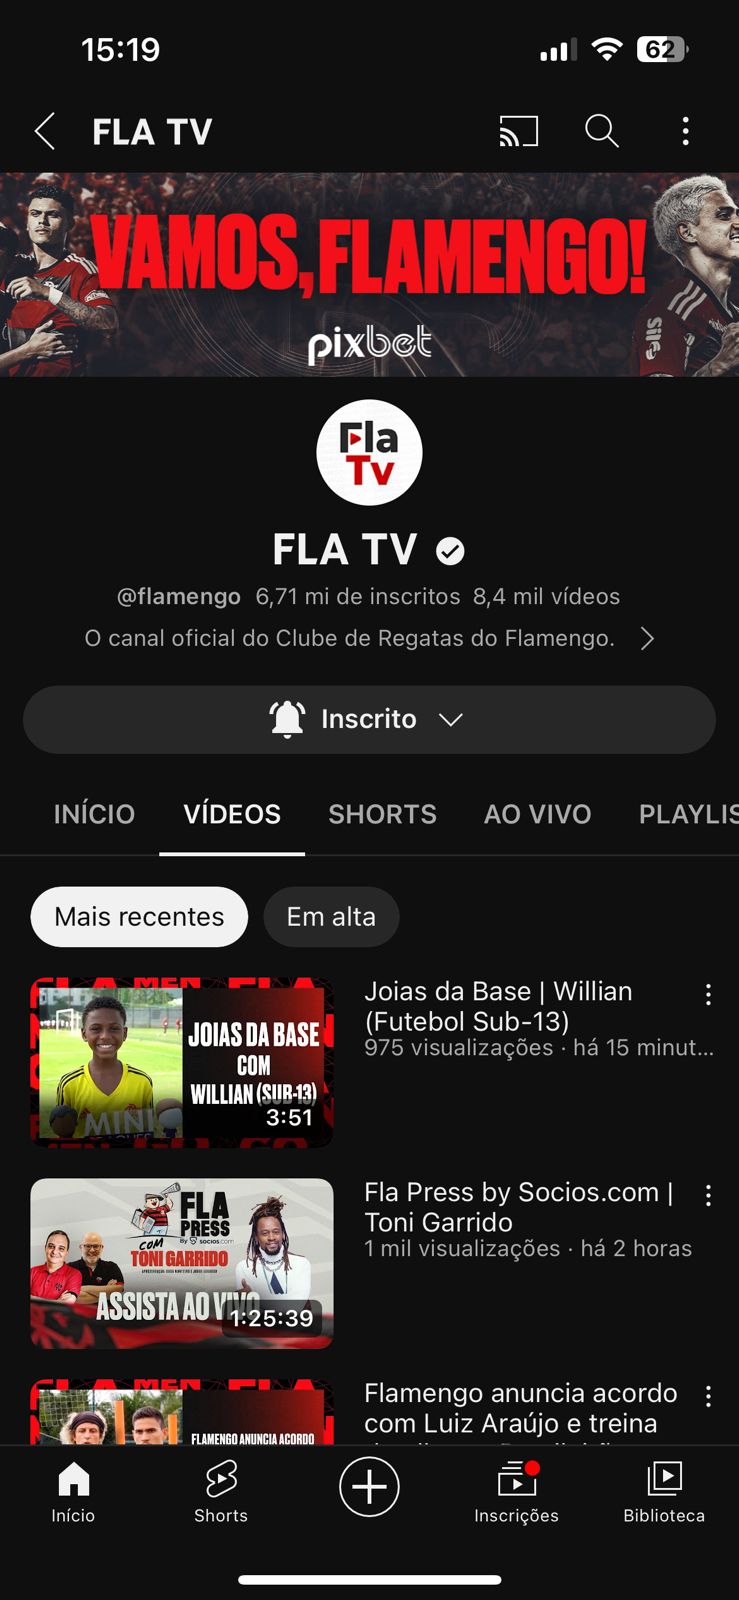 15:19
62
FLA TV
VAMOS, FLAMENGO!
pixbet
Sile
Fla
Tv
FLA TV
@flamengo 6,71 mi de inscritos 8,4 mil vídeos
O canal oficial do Clube de Regatas do Flamengo.
Inscrito
INÍCIO VÍDEOS SHORTS AO VIVO PLAYLIS
Mais recentes Em alta
JOIAS DA BASE
COM
WILLIAN (SUB-13)
MINI
3:51
Joias da Base | Willian
(Futebol Sub-13)
975 visualizações · há 15 minut...
FLA
PRESS
By socios.com
COM
TONI GARRIDO
ASSISTA AO VIVO
1:25:39
Fla Press by Socios.com |
Toni Garrido
1 mil visualizações · há 2 horas
FLAMENGO ANUNCIA ACORDO
Flamengo anuncia acordo
com Luiz Araújo e treina
Início Shorts Inscrições Biblioteca